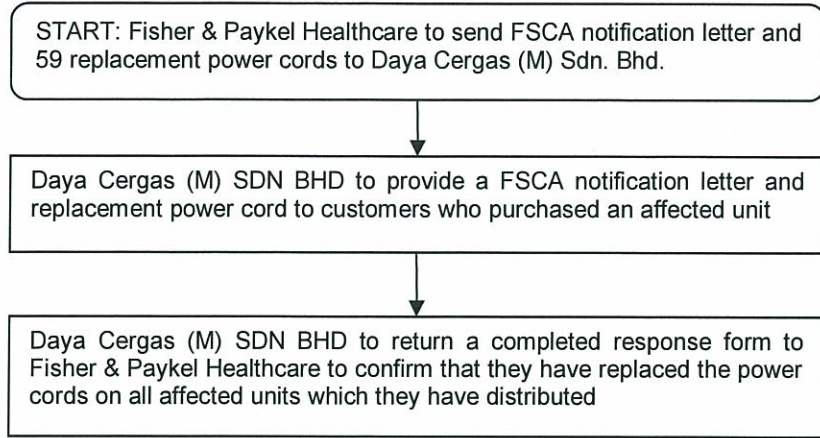 START: Fisher & Paykel Healthcare to send FSCA notification letter and
59 replacement power cords to Daya Cergas (M) Sdn. Bhd.
Daya Cergas (M) SDN BHD to provide a FSCA notification letter and
replacement power cord to customers who purchased an affected unit
Daya Cergas (M) SDN BHD to return a completed response form to
Fisher & Paykel Healthcare to confirm that they have replaced the power
cords on all affected units which they have distributed